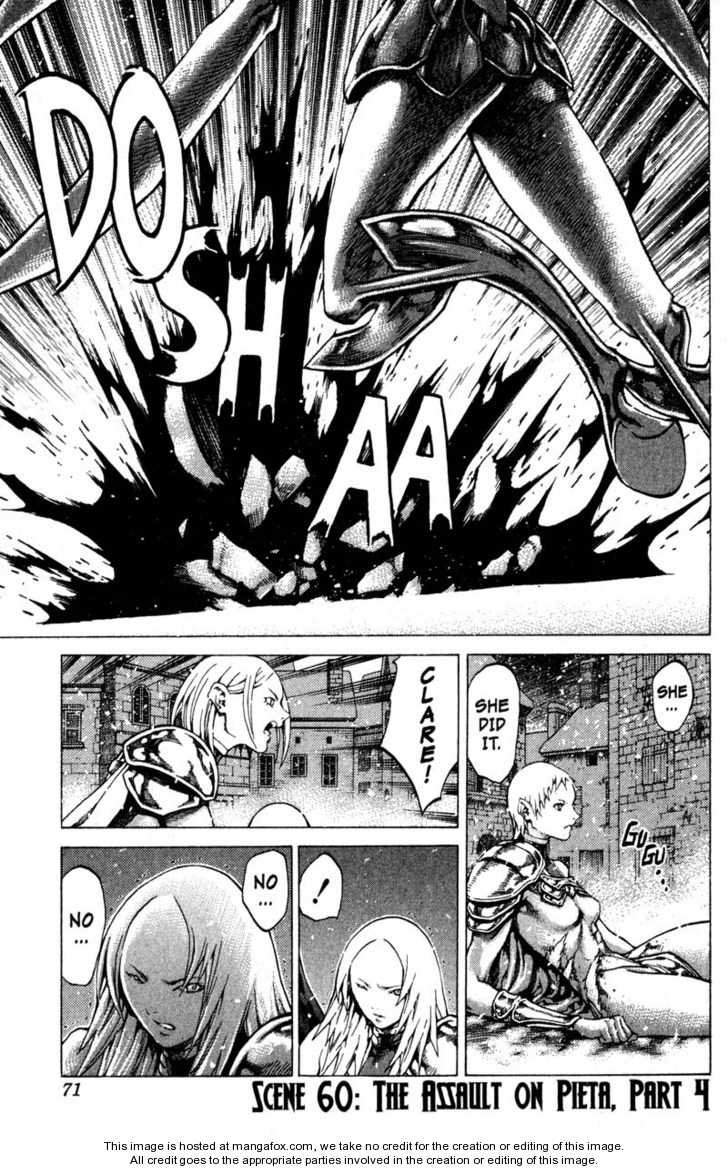 DO
SH
AA
SHE
...
SHE
DID
IT.
GU
GU
...
CLARE!
!
NO
...
NO
...
71
SCENE 60: THE ASSAULT ON PIETA, PART 4
This image is hosted at mangafox.com, we take no credit for the creation or editing of this image.
All credit goes to the appropriate parties involved in the creation or editing of this image.